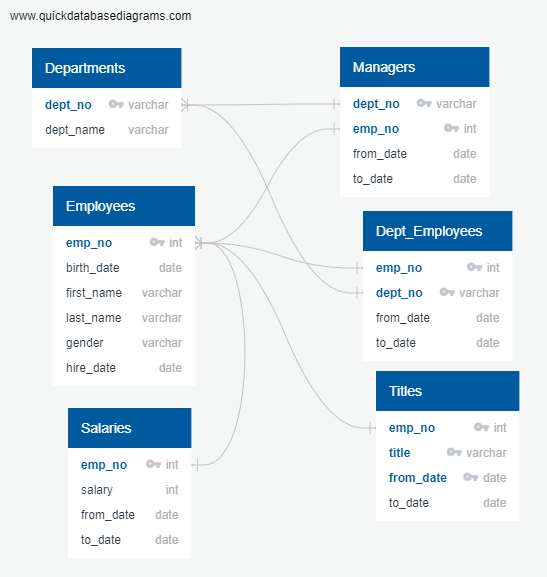 www.quickdatabasediagrams.com
Departments
dept_no varchar
dept_name varchar
Managers
dept_no varchar
emp_no int
from_date date
to_date date
Employees
emp_no int
birth_date date
first_name varchar
last_name varchar
gender varchar
hire_date date
Dept_Employees
emp_no int
dept_no varchar
from_date date
to_date date
Salaries
emp_no int
salary int
from_date date
to_date date
Titles
emp_no int
title varchar
from_date date
to_date date